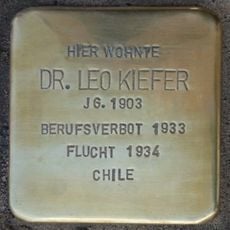 HIER WOHNTE
DR. LEO KIEFER
JG. 1903
BERUFSVERBOT 1933
FLUCHT 1934
CHILE